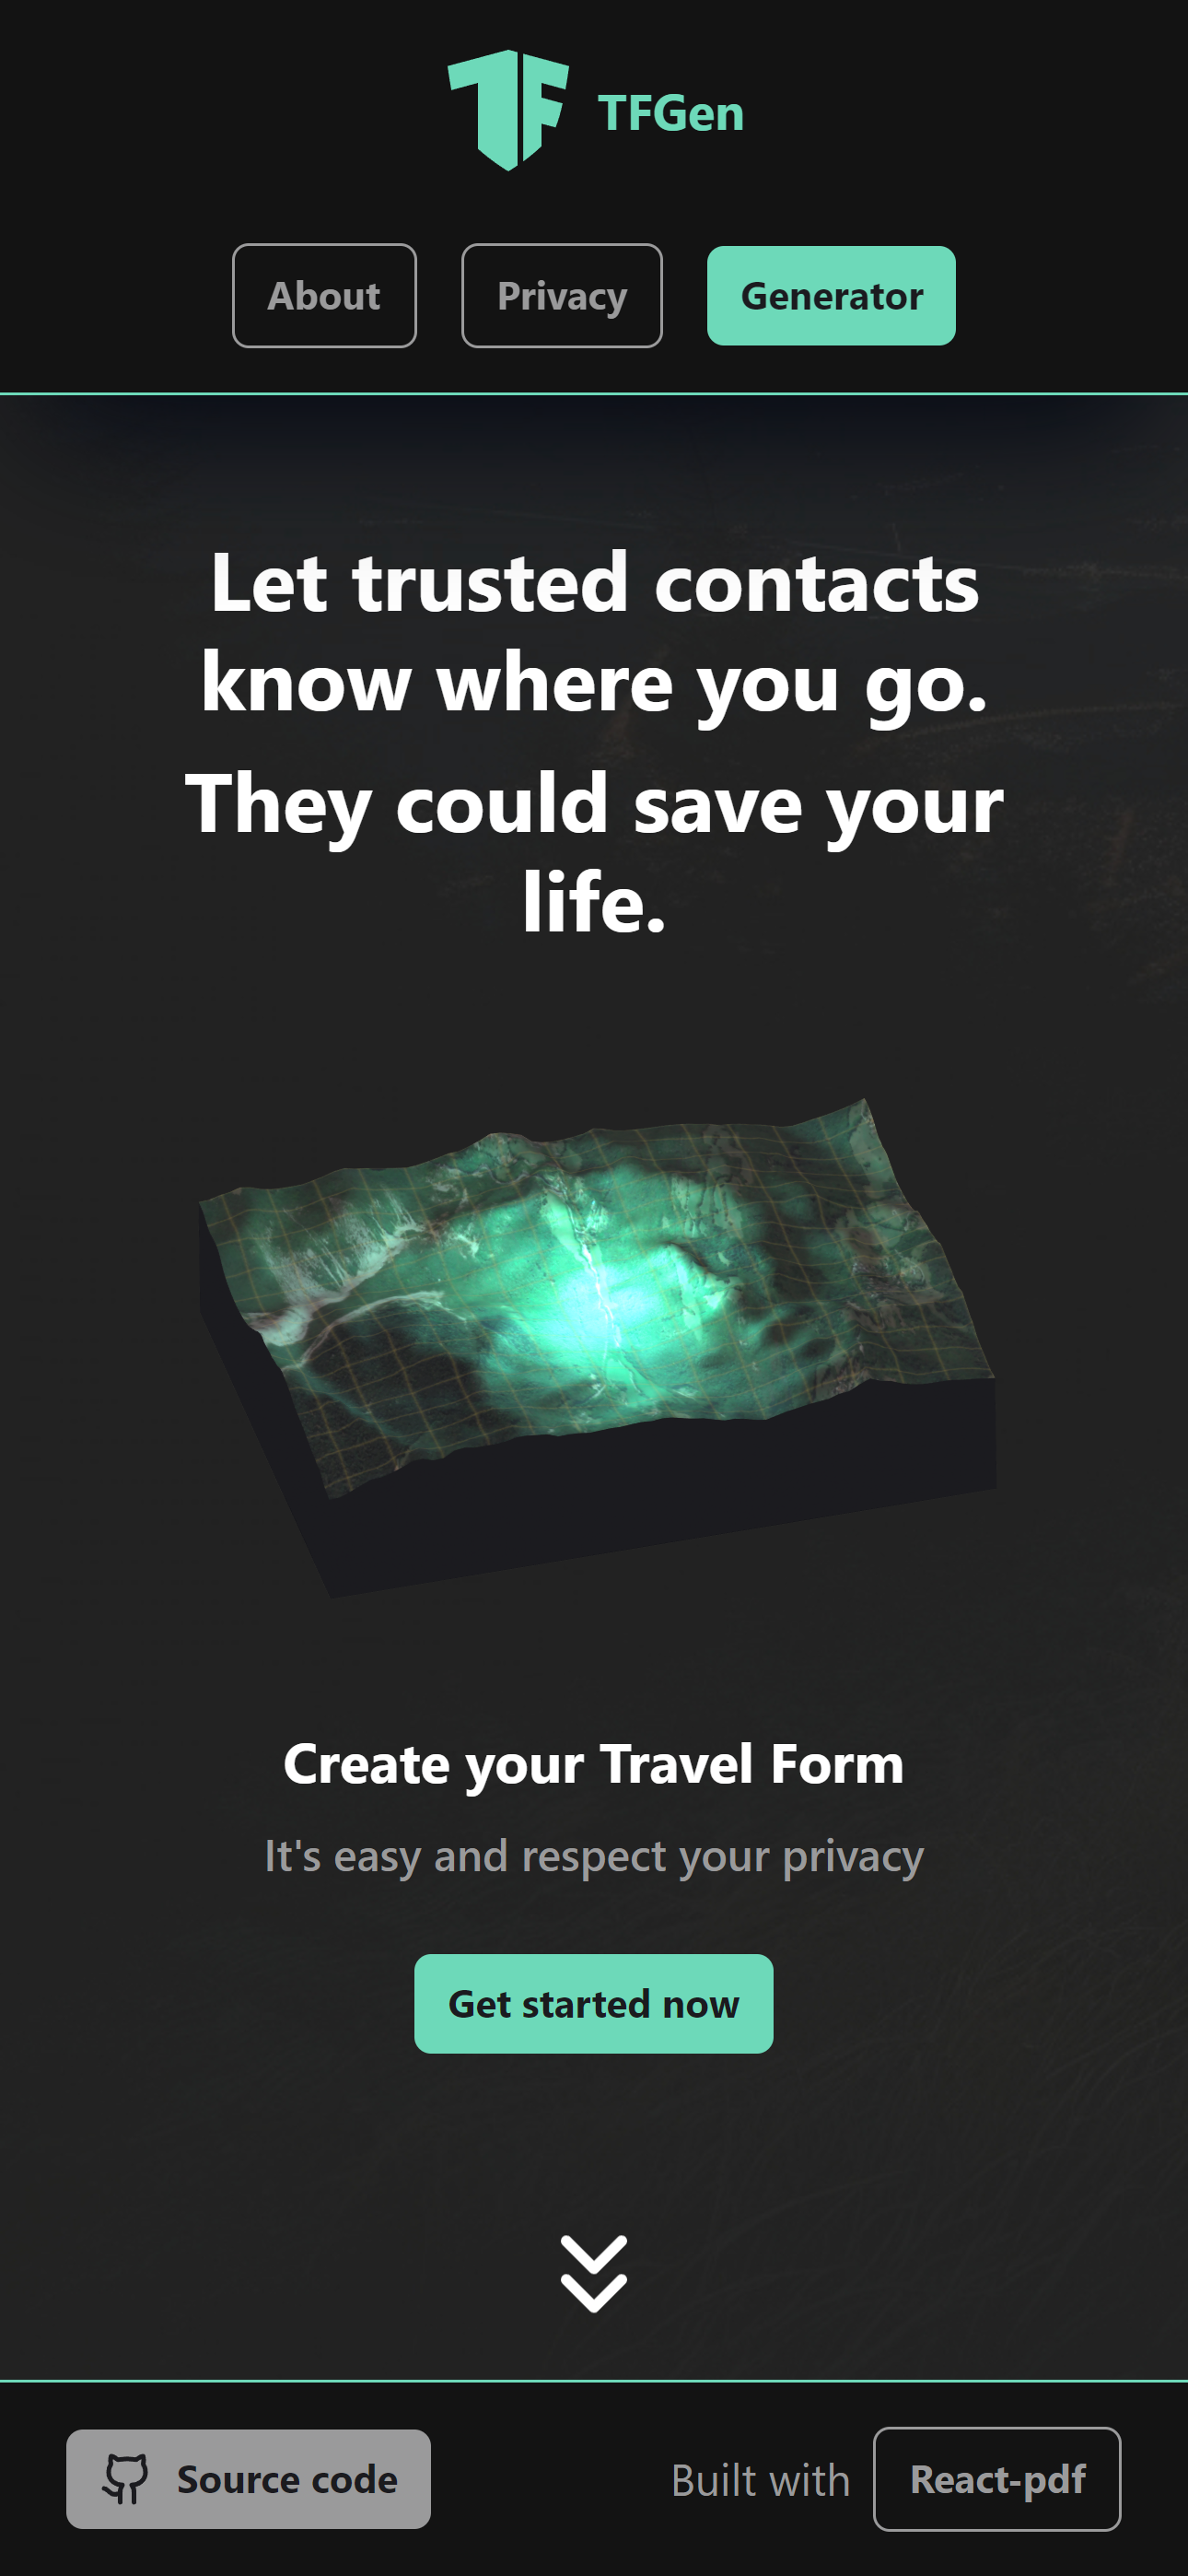 TF TFGen
About Privacy Generator
Let trusted contacts
know where you go.
They could save your
life.
Create your Travel Form
It's easy and respect your privacy
Get started now
Source code Built with React-pdf